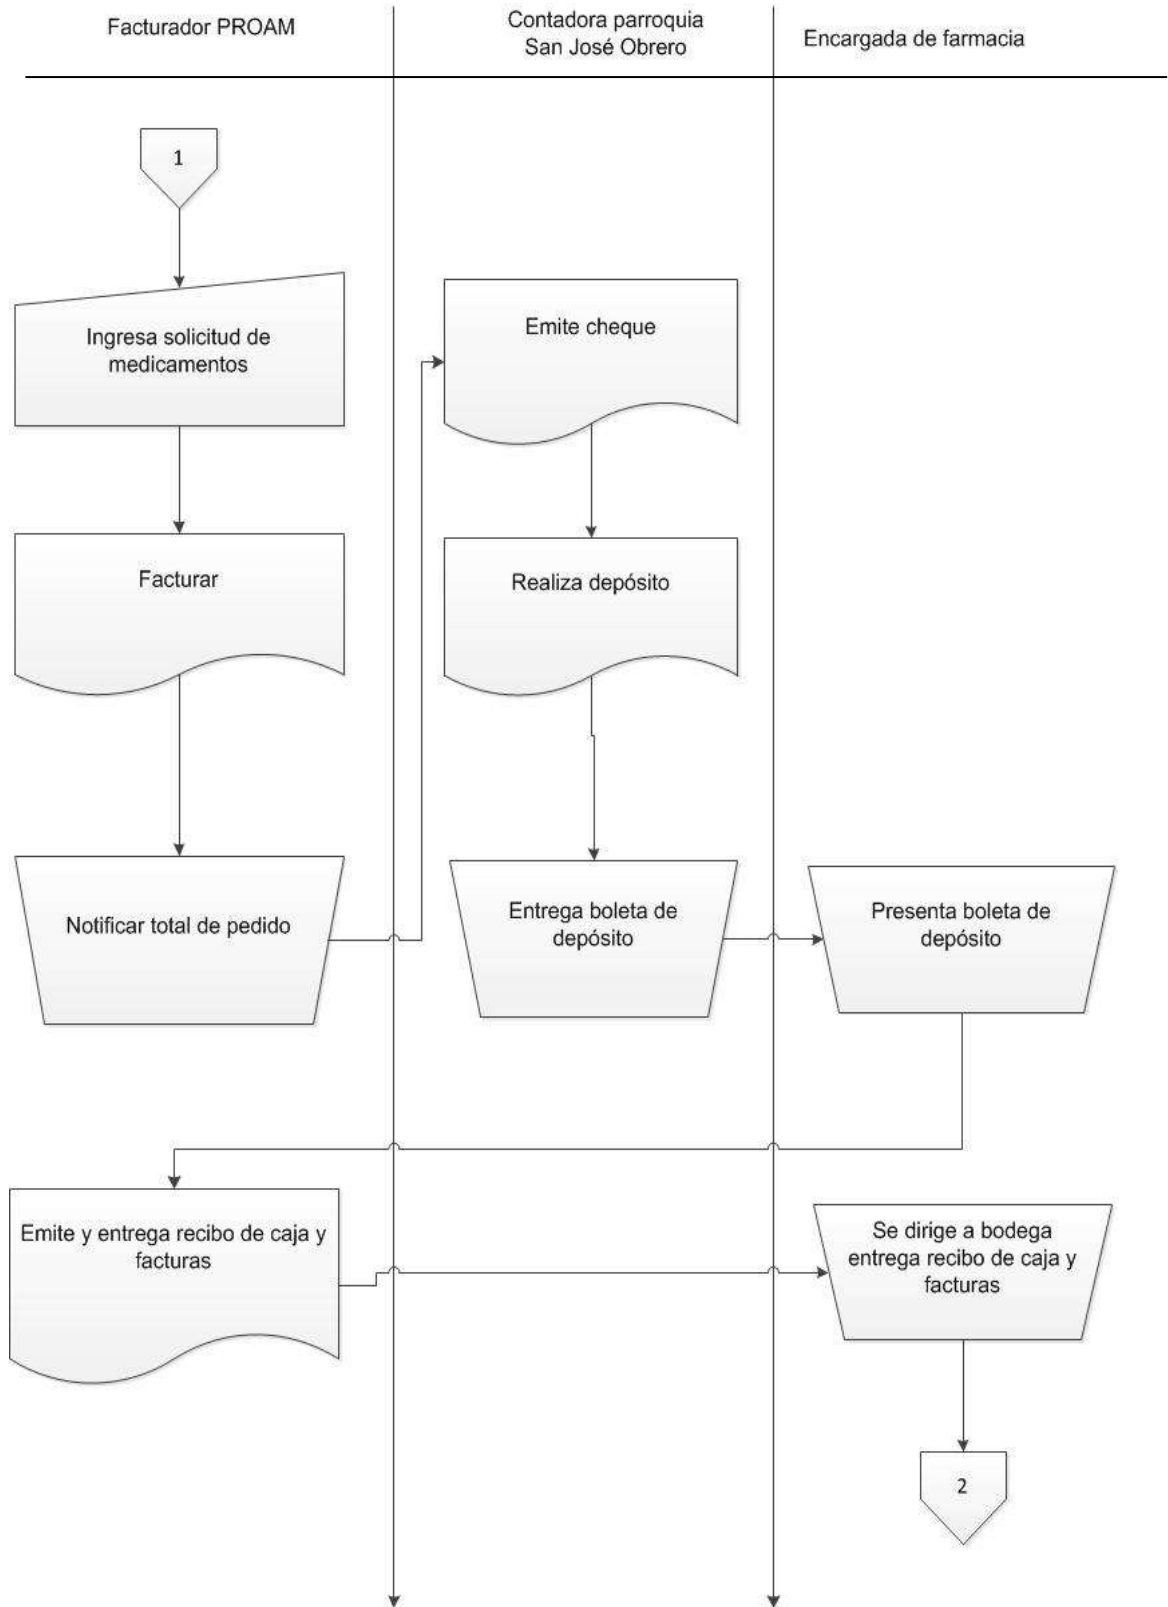 Facturador PROAM
Contadora parroquia
San José Obrero
Encargada de farmacia
1
Ingresa solicitud de
medicamentos
Emite cheque
Facturar
Realiza depósito
Notificar total de pedido
Entrega boleta de
depósito
Presenta boleta de
depósito
Emite y entrega recibo de caja y
facturas
Se dirige a bodega
entrega recibo de caja y
facturas
2